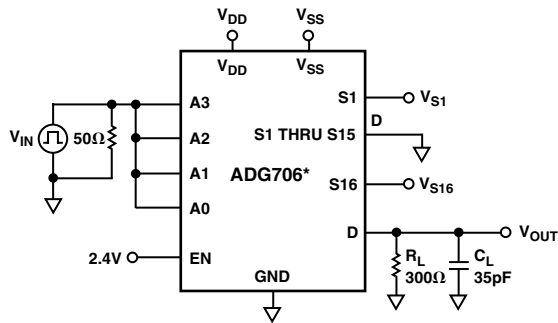 V_DD V_SS
V_DD V_SS
A3 S1 V_S1
D
V_IN 50Ω A2 S1 THRU S15
A1 ADG706*
S16 V_S16
A0
D V_OUT
2.4V EN R_L C_L
300Ω 35pF
GND